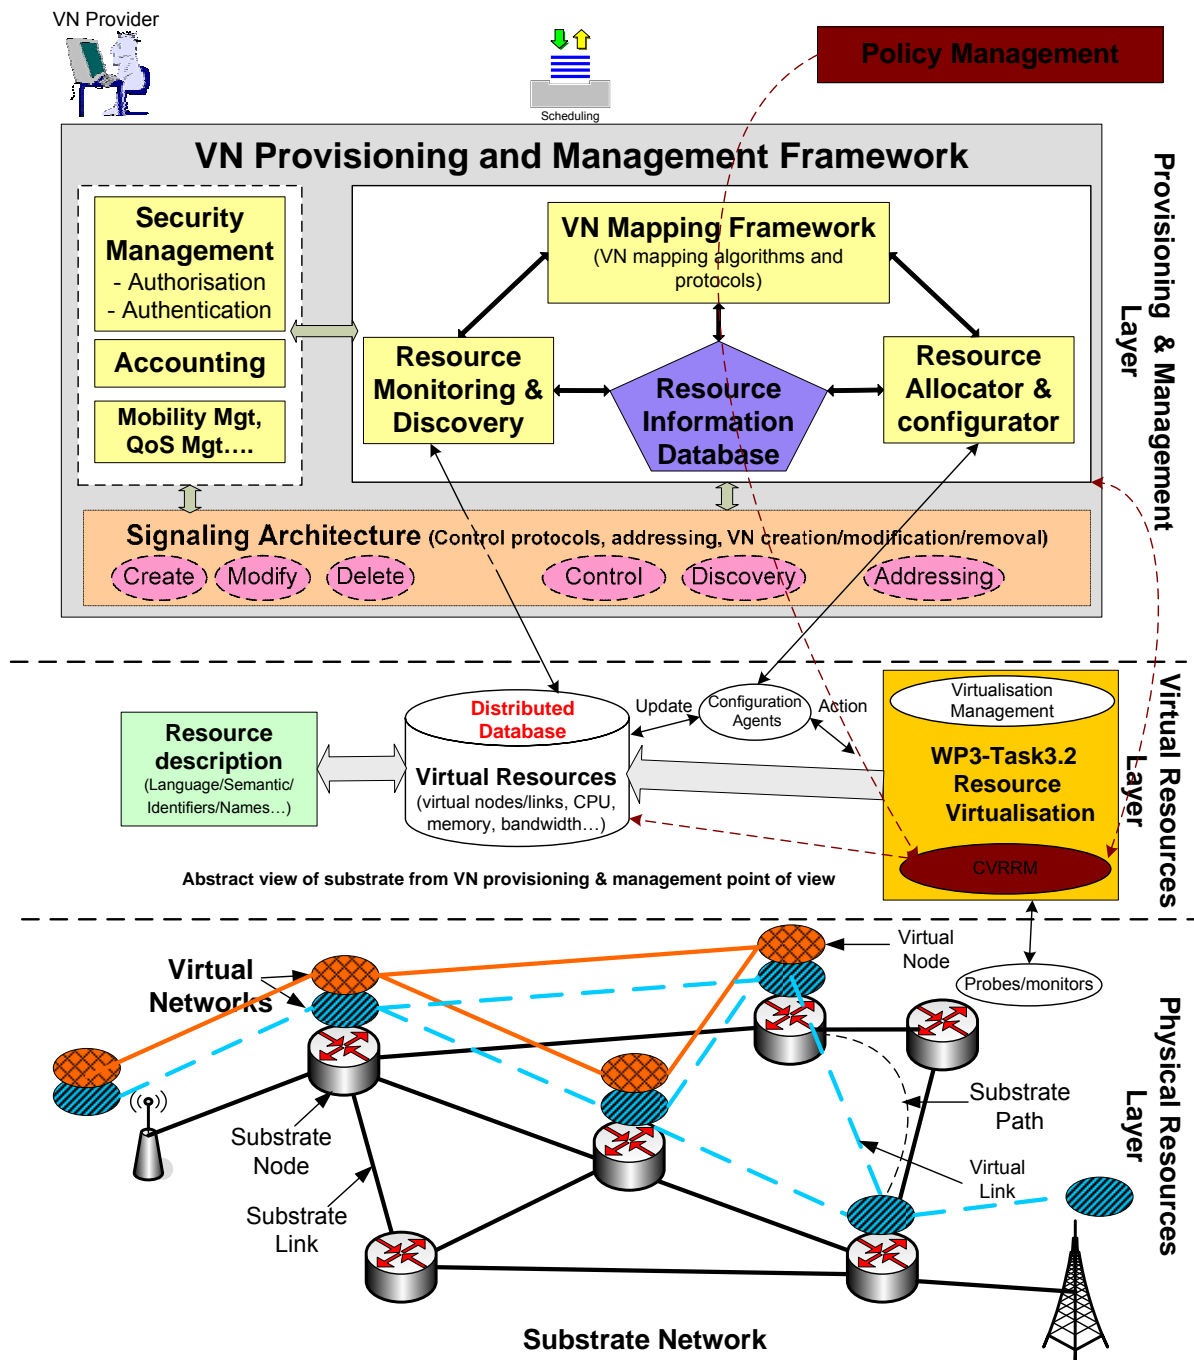 VN Provider
Scheduling
Policy Management
VN Provisioning and Management Framework
Security
Management
- Authorisation
- Authentication
Accounting
Mobility Mgt,
QoS Mgt….
VN Mapping Framework
(VN mapping algorithms and
protocols)
Resource
Monitoring &
Discovery
Resource
Information
Database
Resource
Allocator &
configurator
Signaling Architecture (Control protocols, addressing, VN creation/modification/removal)
Create
Modify
Delete
Control
Discovery
Addressing
Provisioning & Management
Layer
Resource
description
(Language/Semantic/
Identifiers/Names…)
Distributed
Database
Virtual Resources
(virtual nodes/links, CPU,
memory, bandwidth…)
Update
Configuration
Agents
Action
Virtualisation
Management
WP3-Task3.2
Resource
Virtualisation
CVRRM
Abstract view of substrate from VN provisioning & management point of view
Virtual Resources
Layer
Virtual
Networks
Virtual
Node
Probes/monitors
Substrate
Node
Substrate
Link
Substrate
Path
Virtual
Link
Physical Resources
Layer
Substrate Network